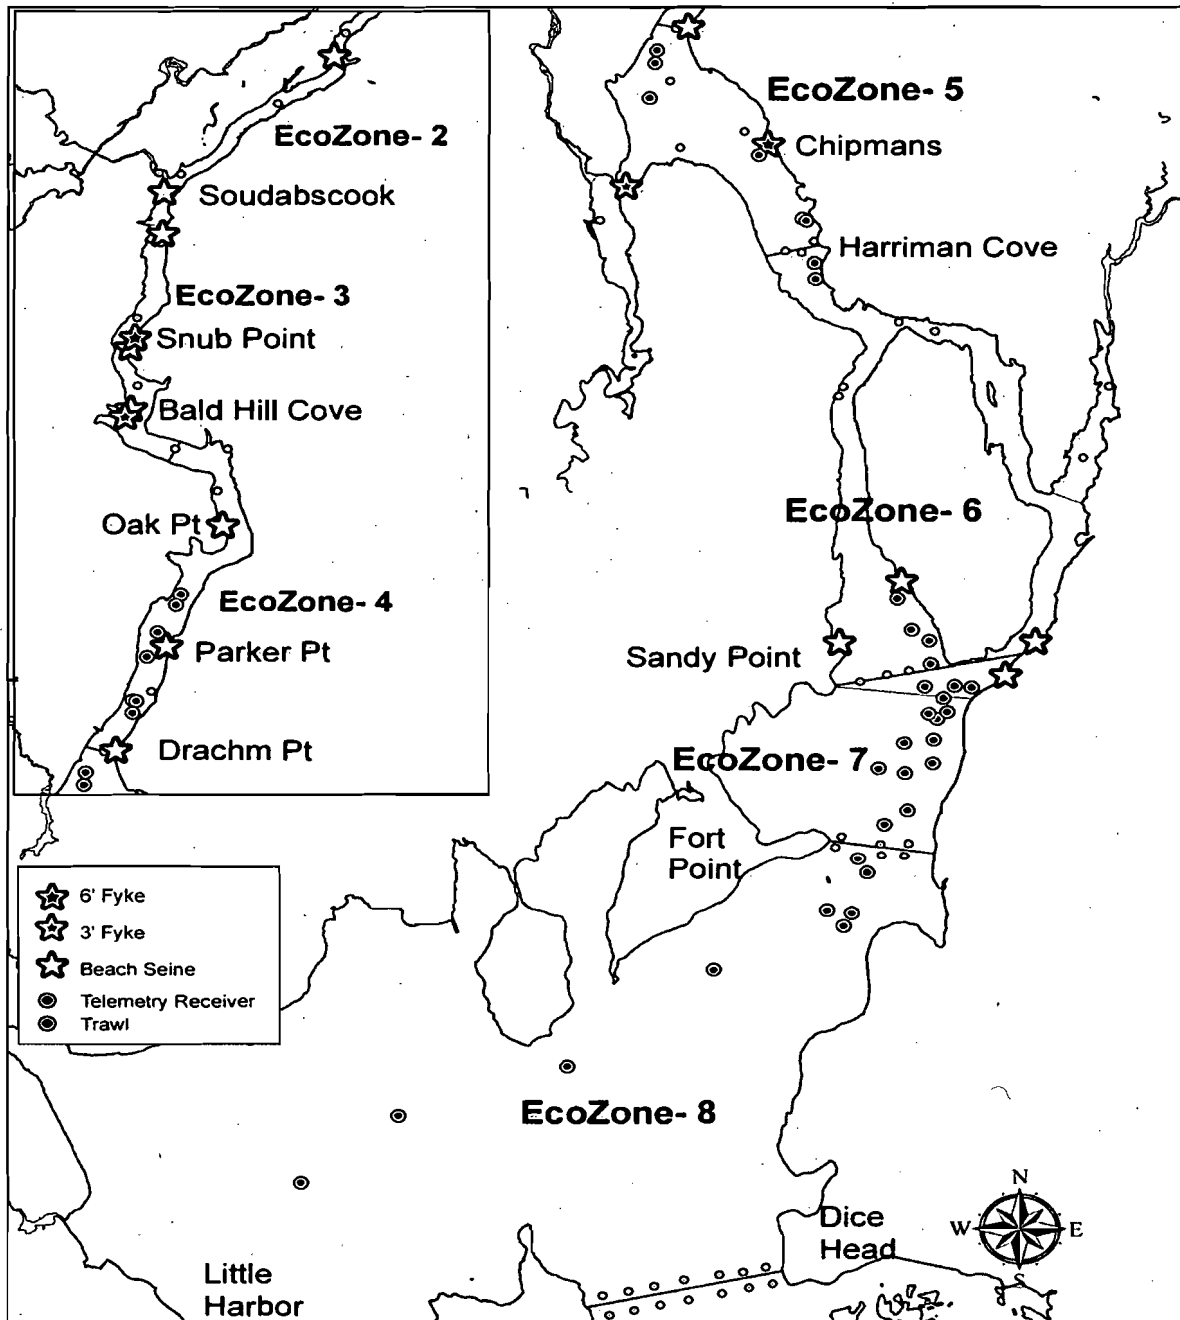 EcoZone- 2
Soudabscook
EcoZone- 3
Snub Point
Bald Hill Cove
Oak Pt
EcoZone- 4
Parker Pt
Drachm Pt
EcoZone- 5
Chipmans
Harriman Cove
EcoZone- 6
Sandy Point
EcoZone- 7
Fort
Point
6' Fyke
3' Fyke
Beach Seine
Telemetry Receiver
Trawl
EcoZone- 8
N
W
E
S
Dice
Head
Little
Harbor